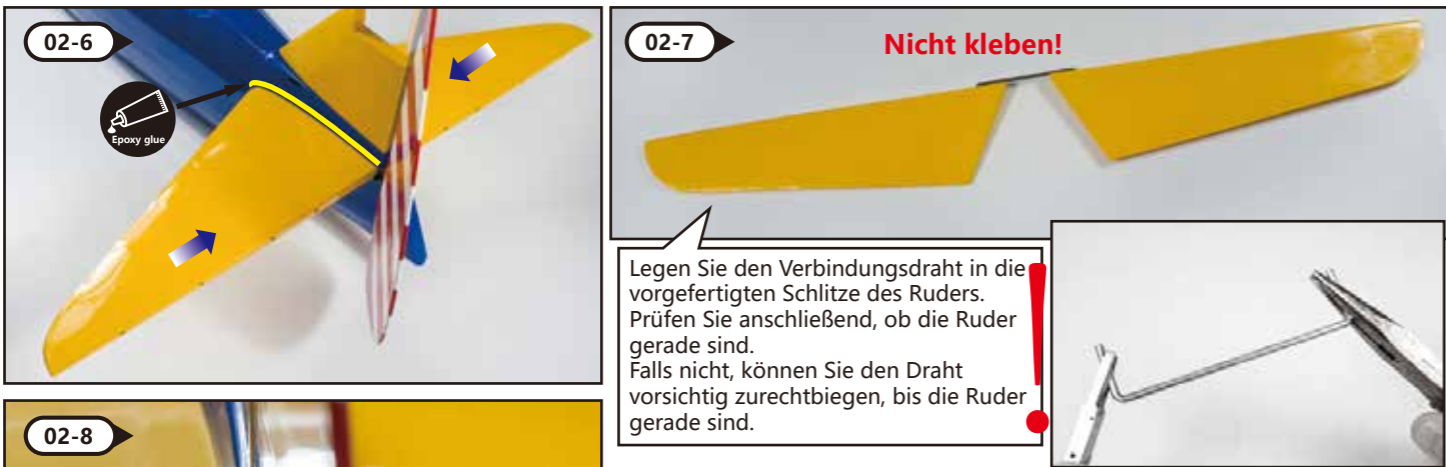 02-6
Epoxy glue
02-7
Nicht kleben!
Legen Sie den Verbindungsdraht in die
vorgefertigten Schlitze des Ruders.
Prüfen Sie anschließend, ob die Ruder
gerade sind.
Falls nicht, können Sie den Draht
vorsichtig zurechtbiegen, bis die Ruder
gerade sind.
!
02-8